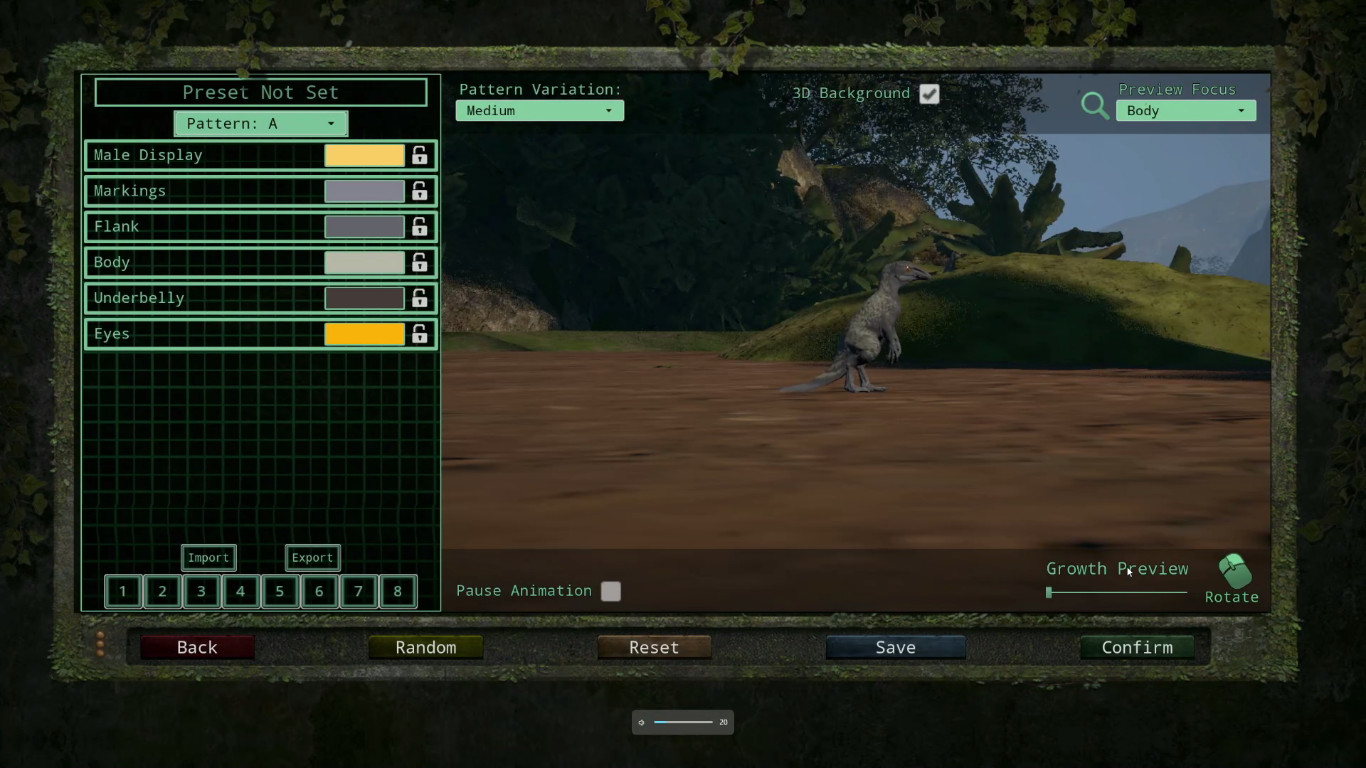 Preset Not Set
Pattern: A
Male Display
Markings
Flank
Body
Underbelly
Eyes
Import Export
1 2 3 4 5 6 7 8
Pattern Variation:
Medium
3D Background
Preview Focus
Body
Pause Animation
Growth Preview
Rotate
Back Random Reset Save Confirm
20